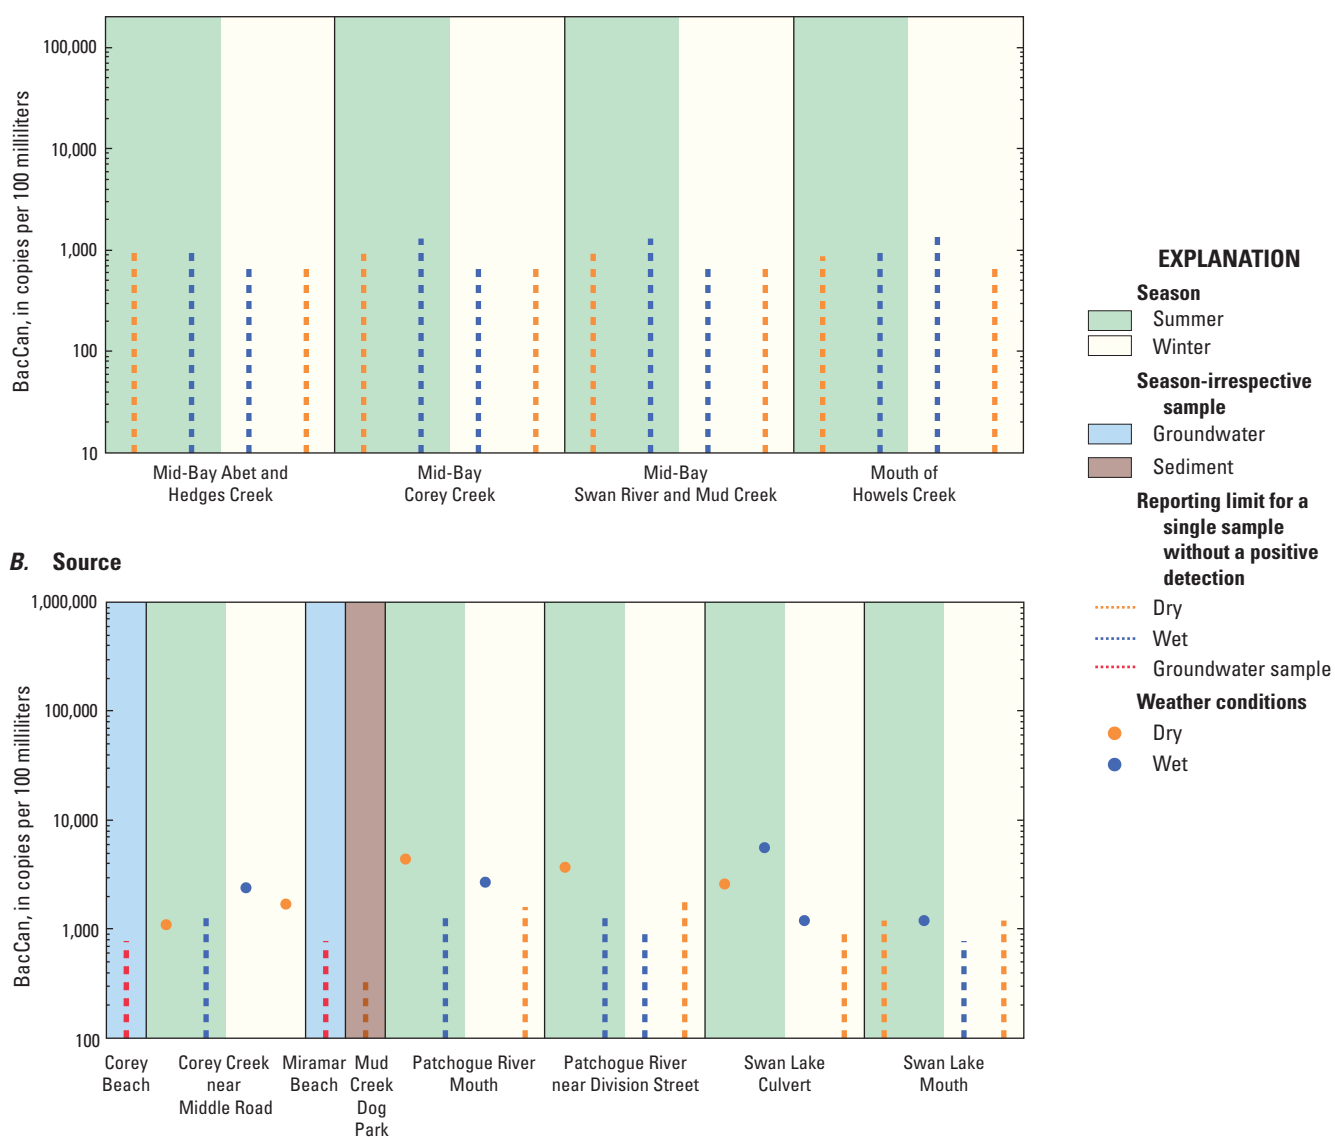 BacCan, in copies per 100 milliliters
100,000
10,000
1,000
100
10
Mid-Bay Abet and
Hedges Creek
Mid-Bay
Corey Creek
Mid-Bay
Swan River and Mud Creek
Mouth of
Howels Creek
B. Source
BacCan, in copies per 100 milliliters
1,000,000
100,000
10,000
1,000
100
Corey
Beach
Corey Creek
near
Middle Road
Miramar
Beach
Mud
Creek
Dog
Park
Patchogue River
Mouth
Patchogue River
near Division Street
Swan Lake
Culvert
Swan Lake
Mouth
EXPLANATION
Season
Summer
Winter
Season-irrespective
sample
Groundwater
Sediment
Reporting limit for a
single sample
without a positive
detection
Dry
Wet
Groundwater sample
Weather conditions
Dry
Wet